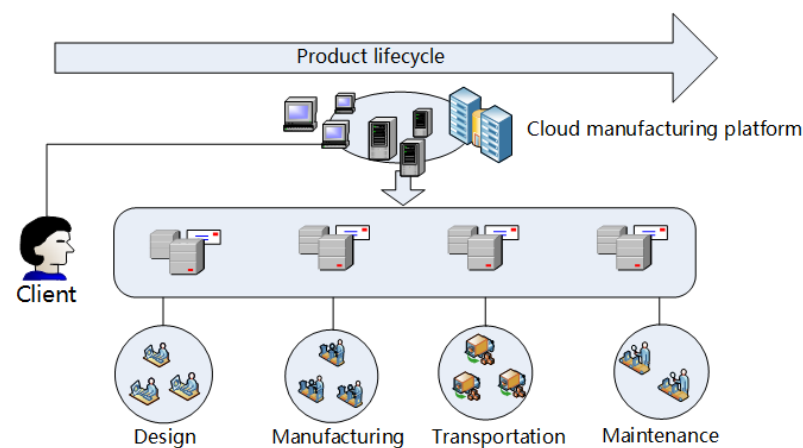 Product lifecycle
Cloud manufacturing platform
Client
Design
Manufacturing
Transportation
Maintenance